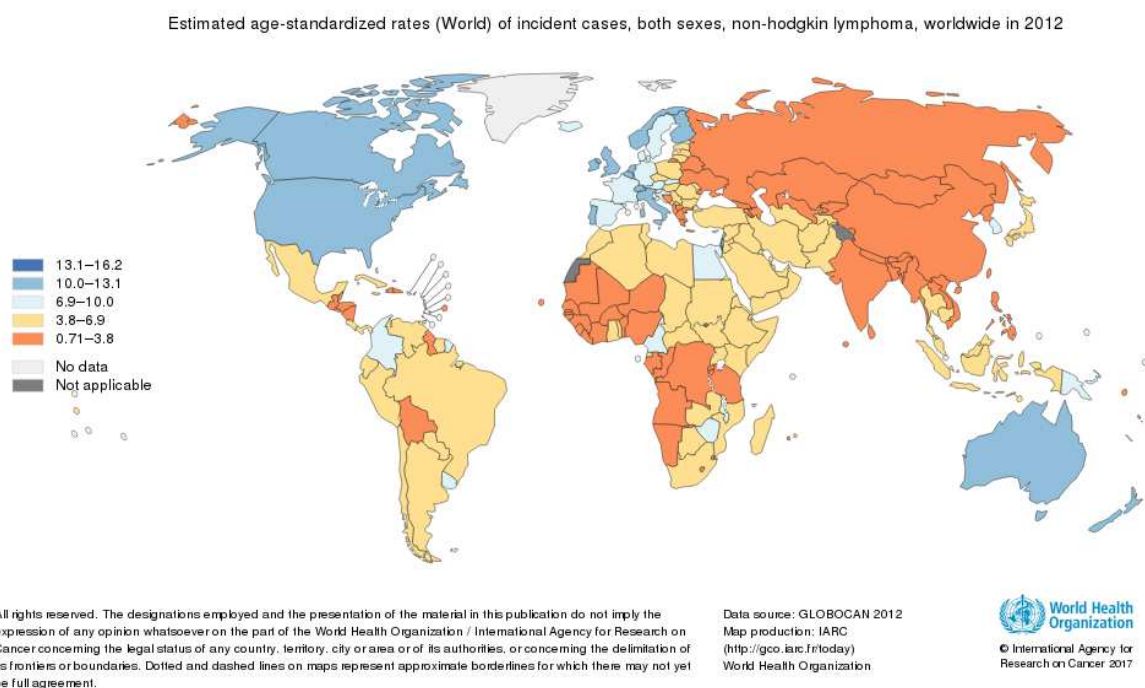 Estimated age-standardized rates (World) of incident cases, both sexes, non-hodgkin lymphoma, worldwide in 2012
13.1–16.2
10.0–13.1
6.9–10.0
3.8–6.9
0.71–3.8
No data
Not applicable
All rights reserved. The designations employed and the presentation of the material in this publication do not imply the
expression of any opinion whatsoever on the part of the World Health Organization / International Agency for Research on
Cancer concerning the legal status of any country, territory, city or area or of its authorities, or concerning the delimitation of
its frontiers or boundaries. Dotted and dashed lines on maps represent approximate borderlines for which there may not yet
be full agreement.
Data source: GLOBOCAN 2012
Map production: IARC
(http://gco.iarc.fr/today)
World Health Organization
World Health
Organization
© International Agency for
Research on Cancer 2017